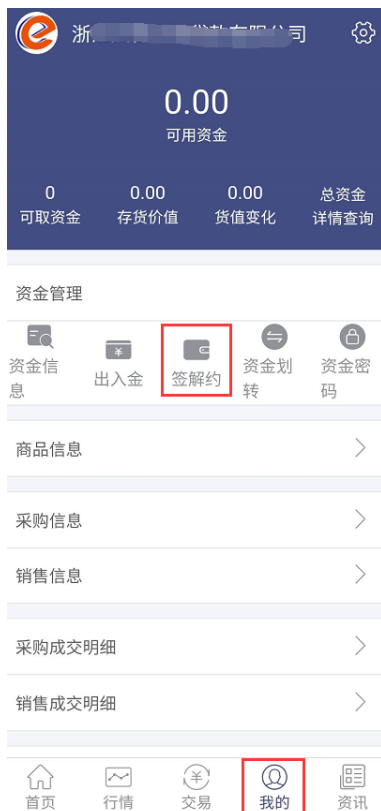 浙
司
0.00
可用资金
0 0.00 0.00 总资金
可取资金 存货价值 货值变化 详情查询
资金管理
资金信息 出入金 签解约 资金划转 资金密码
商品信息
采购信息
销售信息
采购成交明细
销售成交明细
首页 行情 交易 我的 资讯